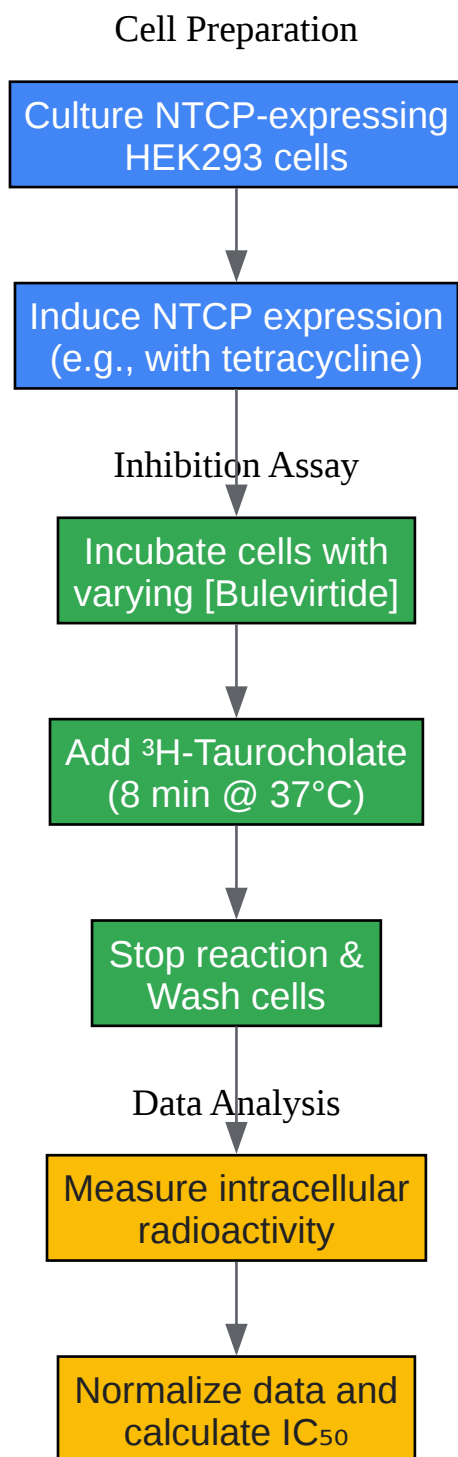 Cell Preparation
Culture NTCP-expressing
HEK293 cells
Induce NTCP expression
(e.g., with tetracycline)
Inhibition Assay
Incubate cells with
varying [Bulevirtide]
Add ³H-Taurocholate
(8 min @ 37°C)
Stop reaction &
Wash cells
Data Analysis
Measure intracellular
radioactivity
Normalize data and
calculate IC₅₀